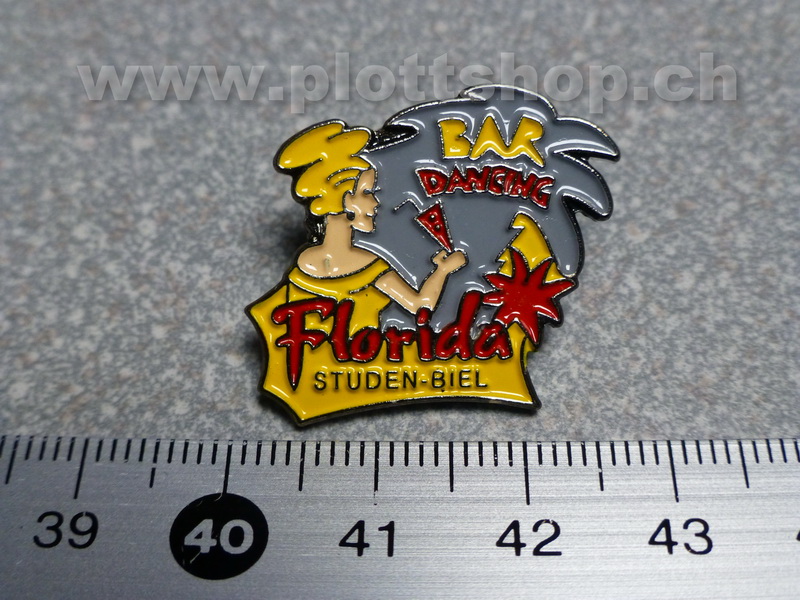 www.plottshop.ch
BAR
DANCING
Florida
STUDEN-BIEL
39 40 41 42 43